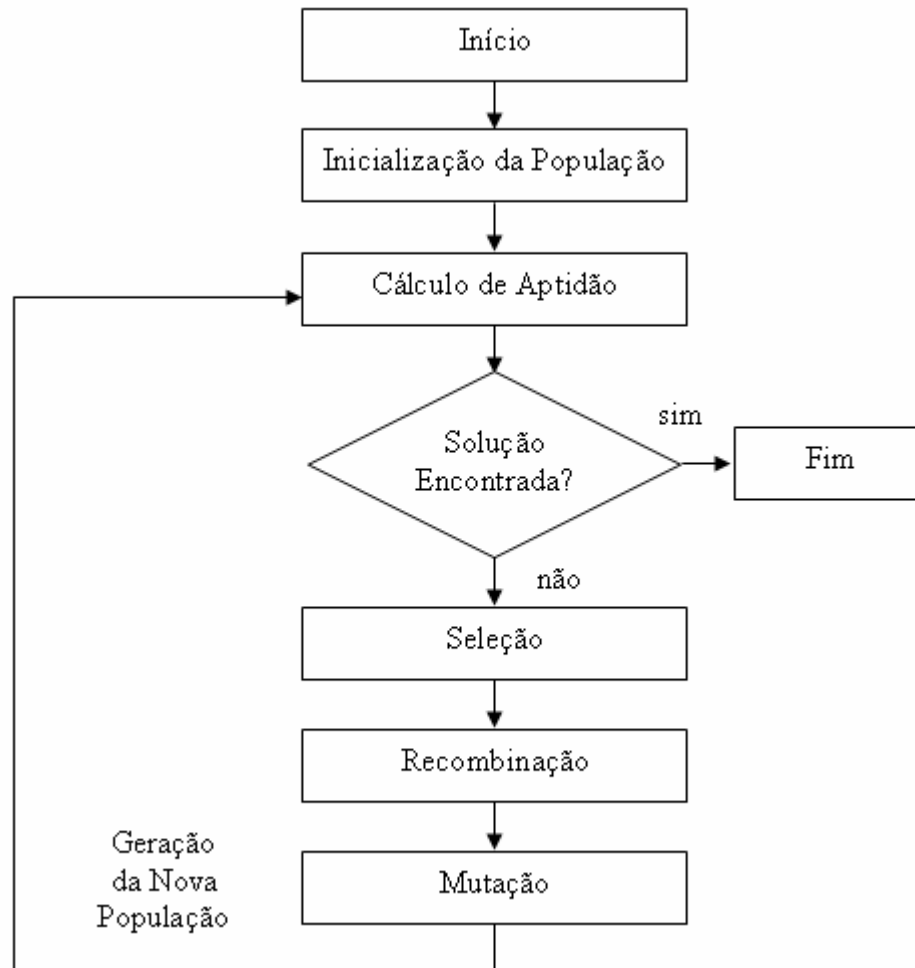 Início
Inicialização da População
Cálculo de Aptidão
Solução
Encontrada?
sim
Fim
não
Seleção
Recombinação
Mutação
Geração
da Nova
População